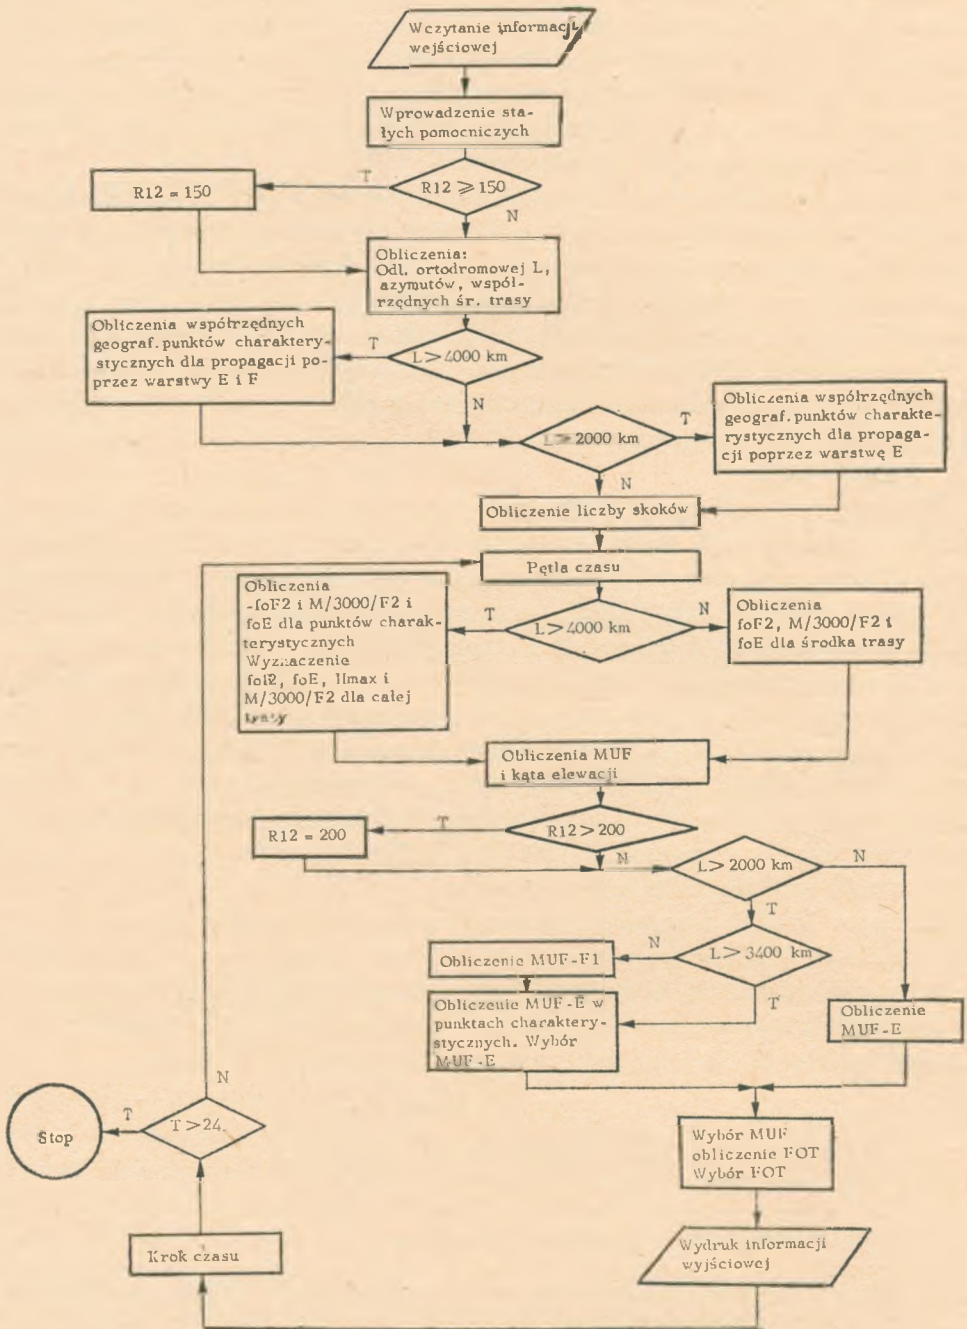 Wczytanie informacji
wejściowej
Wprowadzenie sta-
łych pomocniczych
T
R12 = 150
R12 ⩾ 150
N
Obliczenia:
Odl. ortodromowej L,
azymutów, współ-
rzędnych śr. trasy
Obliczenia współrzędnych
geograf. punktów charaktery-
stycznych dla propagacji po-
przez warstwy E i F
T
L > 4000 km
N
2000 km
T
Obliczenia współrzędnych
geograf. punktów charakte-
rystycznych dla propaga-
cji poprzez warstwę E
N
Obliczenie liczby skoków
Pętla czasu
Obliczenia
-foF2 i M/3000/F2 i
foE dla punktów charak-
terystycznych
Wyznaczenie
foF2, foE, Hmax i
M/3000/F2 dla całej
T
L > 4000 km
N
Obliczenia
foF2, M/3000/F2 i
foE dla środka trasy
Obliczenia MUF
i kąta elewacji
R12 = 200
T
R12 > 200
N
L > 2000 km
N
T
Obliczenie MUF-F1
N
L > 3400 km
T
Obliczenie MUF-E w
punktach charaktery-
stycznych. Wybór
MUF-E
Obliczenie
MUF-E
N
Stop
T
T > 24
Wybór MUF
obliczenie FOT
Wybór FOT
Krok czasu
Wydruk informacji
wyjściowej